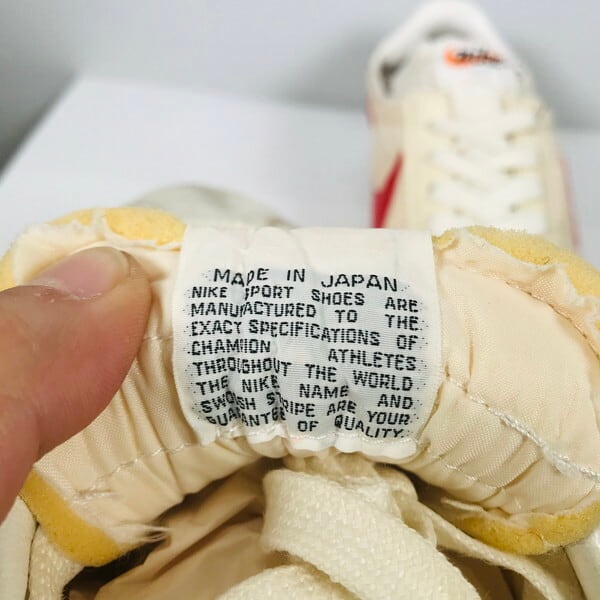 MADE IN JAPAN
NIKE SPORT SHOES ARE
MANUFACTURED TO THE
EXACT SPECIFICATIONS OF
CHAMPION ATHLETES
THROUGHOUT THE WORLD
THE NIKE NAME AND
SWOOSH STRIPE ARE YOUR
GUARANTEE OF QUALITY.